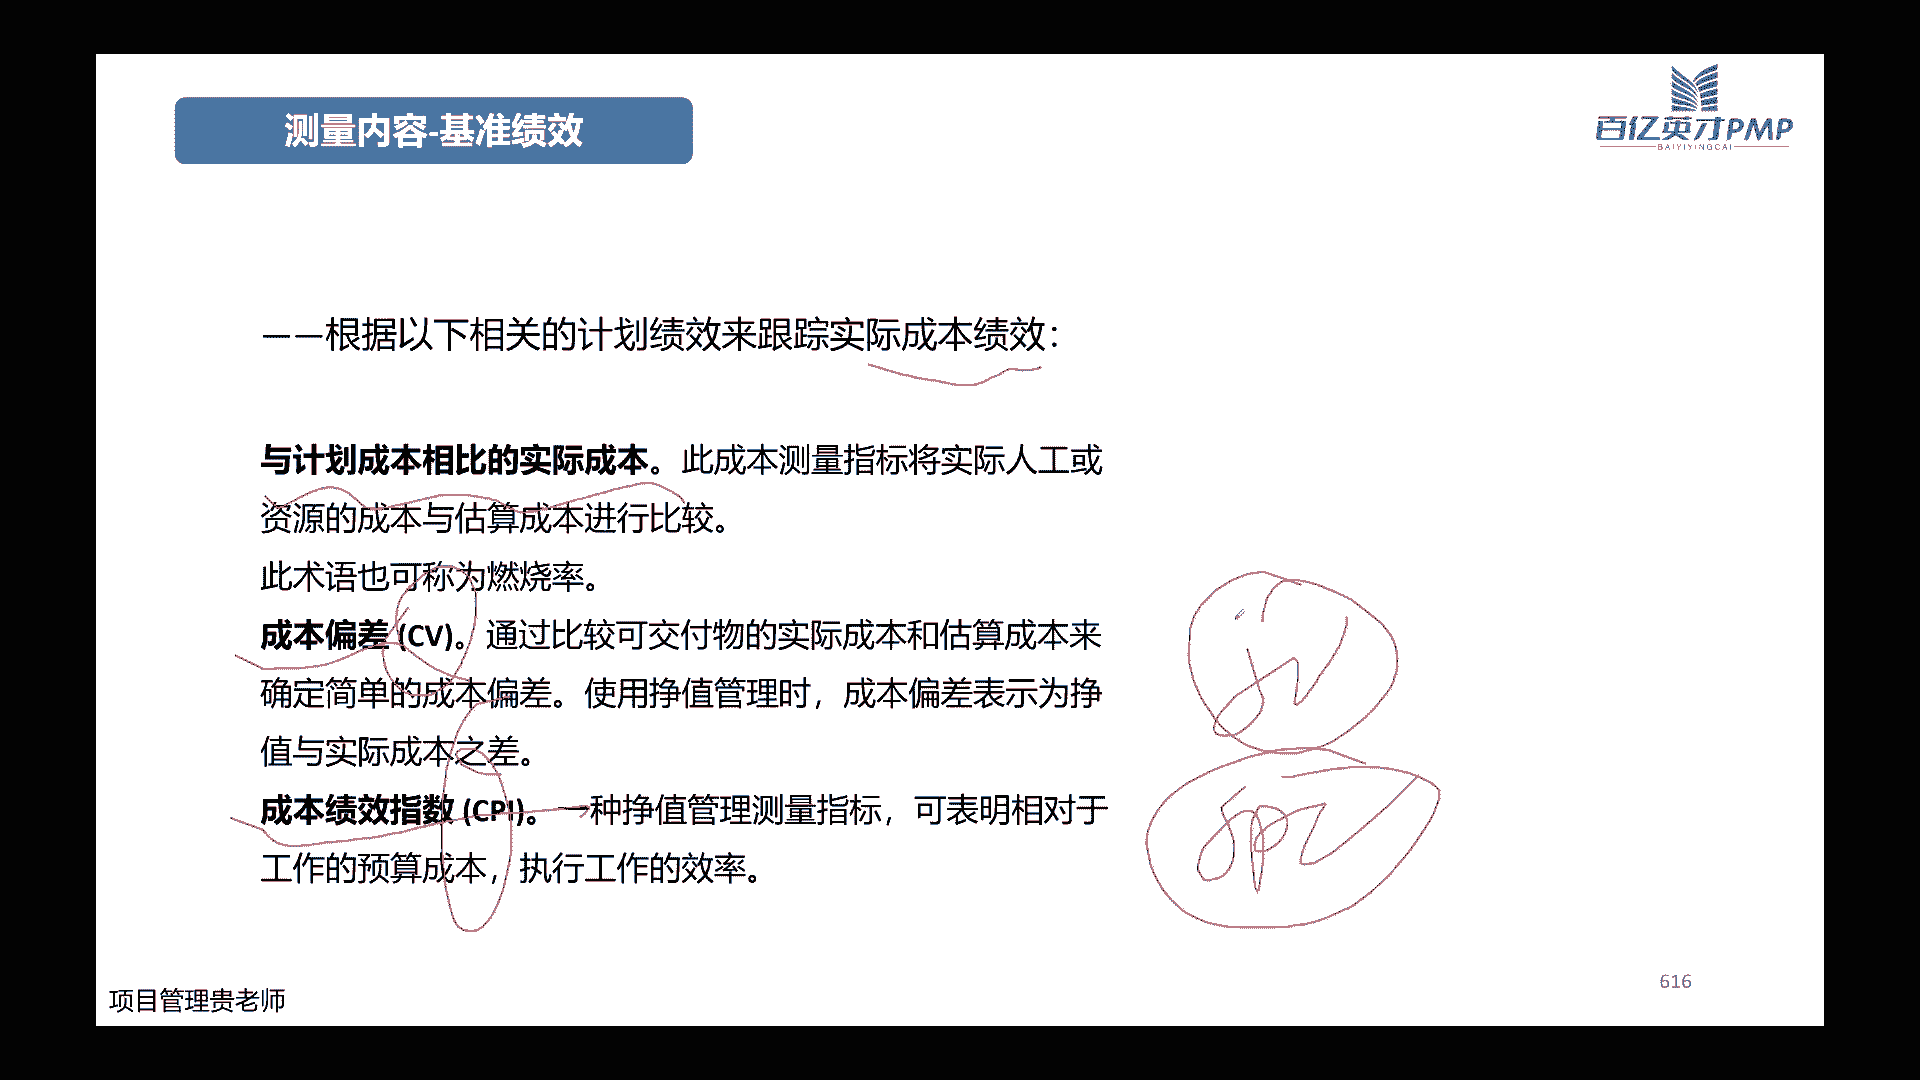 测量内容-基准绩效
百亿英才PMP
BAIYIYINGCAI
——根据以下相关的计划绩效来跟踪实际成本绩效：
与计划成本相比的实际成本。此成本测量指标将实际人工或
资源的成本与估算成本进行比较。
此术语也可称为燃烧率。
成本偏差 (CV)。通过比较可交付物的实际成本和估算成本来
确定简单的成本偏差。使用挣值管理时，成本偏差表示为挣
值与实际成本之差。
成本绩效指数 (CPI)。一种挣值管理测量指标，可表明相对于
工作的预算成本，执行工作的效率。
616
项目管理贵老师